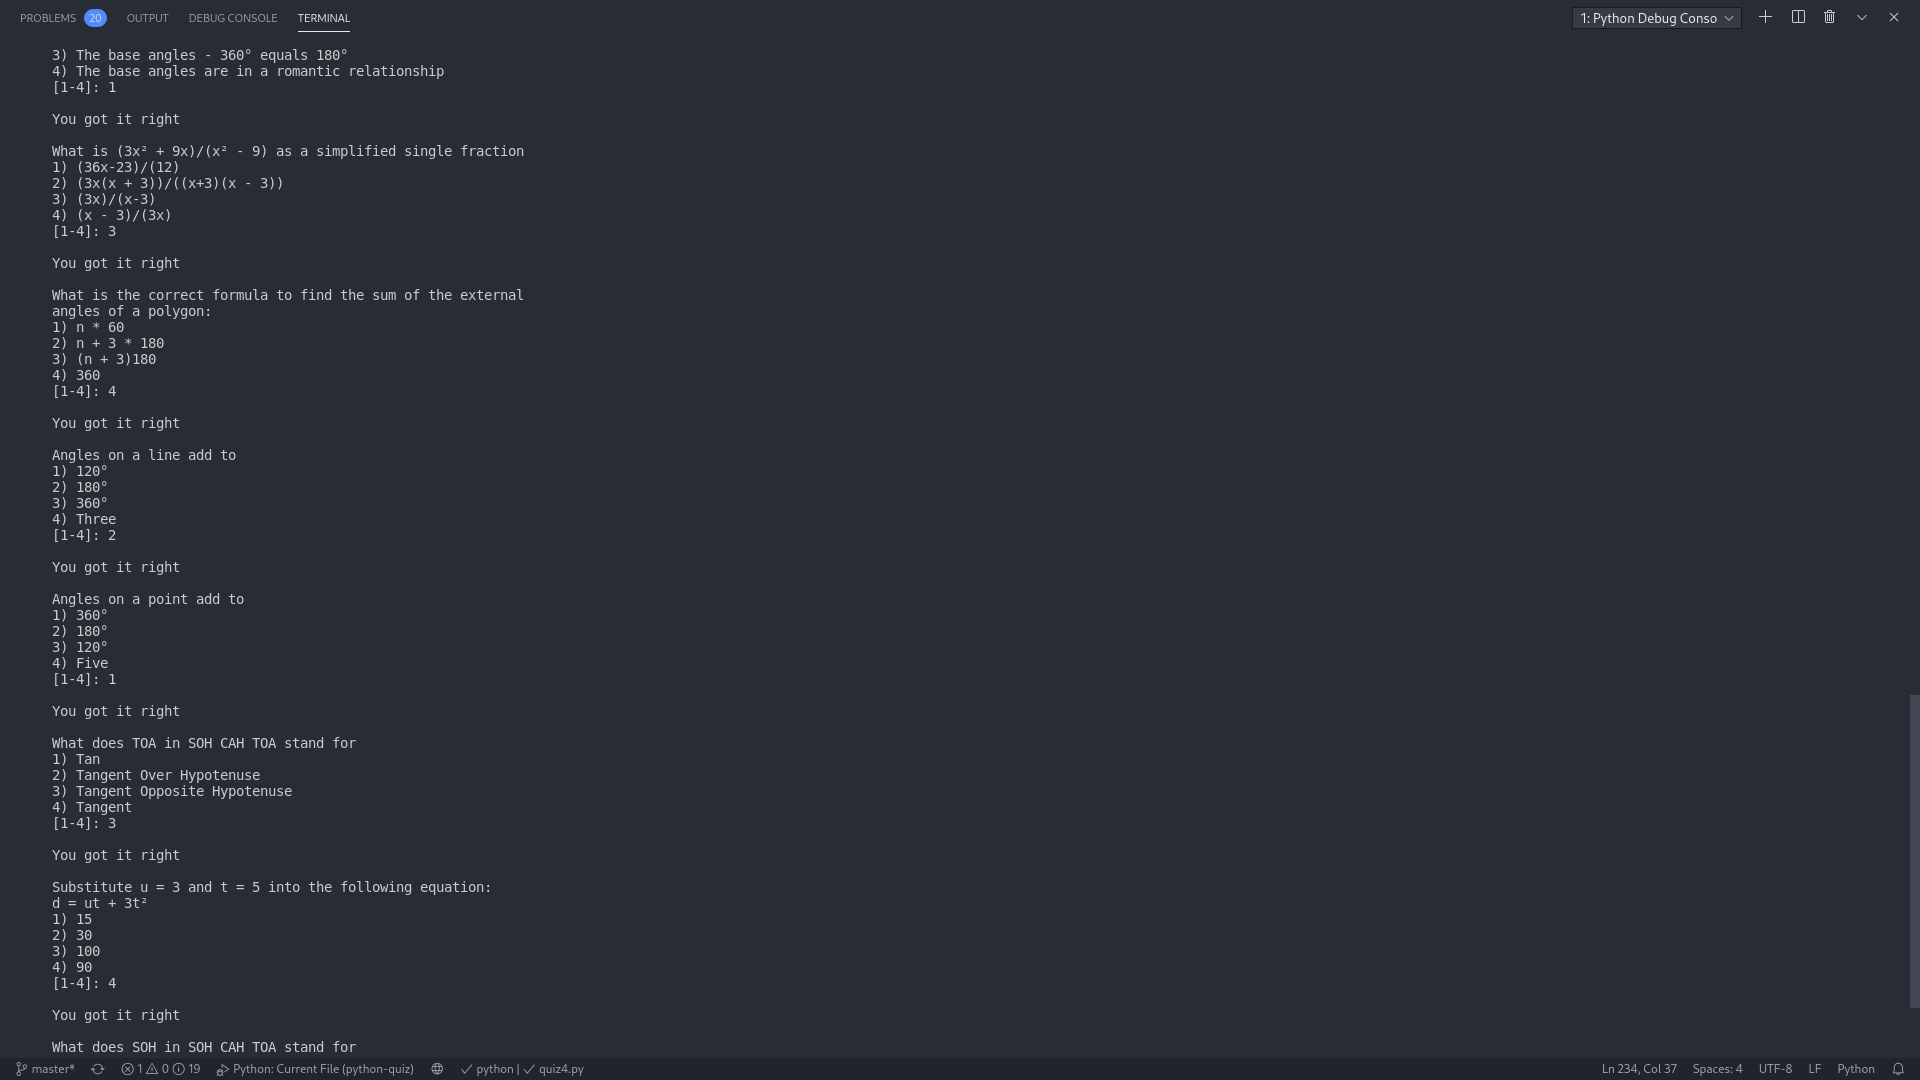 PROBLEMS 20 OUTPUT DEBUG CONSOLE TERMINAL 1: Python Debug Conso
3) The base angles - 360° equals 180°
4) The base angles are in a romantic relationship
[1-4]: 1
You got it right
What is (3x² + 9x)/(x² - 9) as a simplified single fraction
1) (36x-23)/(12)
2) (3x(x + 3))/((x+3)(x - 3))
3) (3x)/(x-3)
4) (x - 3)/(3x)
[1-4]: 3
You got it right
What is the correct formula to find the sum of the external
angles of a polygon:
1) n * 60
2) n + 3 * 180
3) (n + 3)180
4) 360
[1-4]: 4
You got it right
Angles on a line add to
1) 120°
2) 180°
3) 360°
4) Three
[1-4]: 2
You got it right
Angles on a point add to
1) 360°
2) 180°
3) 120°
4) Five
[1-4]: 1
You got it right
What does TOA in SOH CAH TOA stand for
1) Tan
2) Tangent Over Hypotenuse
3) Tangent Opposite Hypotenuse
4) Tangent
[1-4]: 3
You got it right
Substitute u = 3 and t = 5 into the following equation:
d = ut + 3t²
1) 15
2) 30
3) 100
4) 90
[1-4]: 4
You got it right
What does SOH in SOH CAH TOA stand for
master* 1 0 19 Python: Current File (python-quiz) python | quiz4.py Ln 234, Col 37 Spaces: 4 UTF-8 LF Python